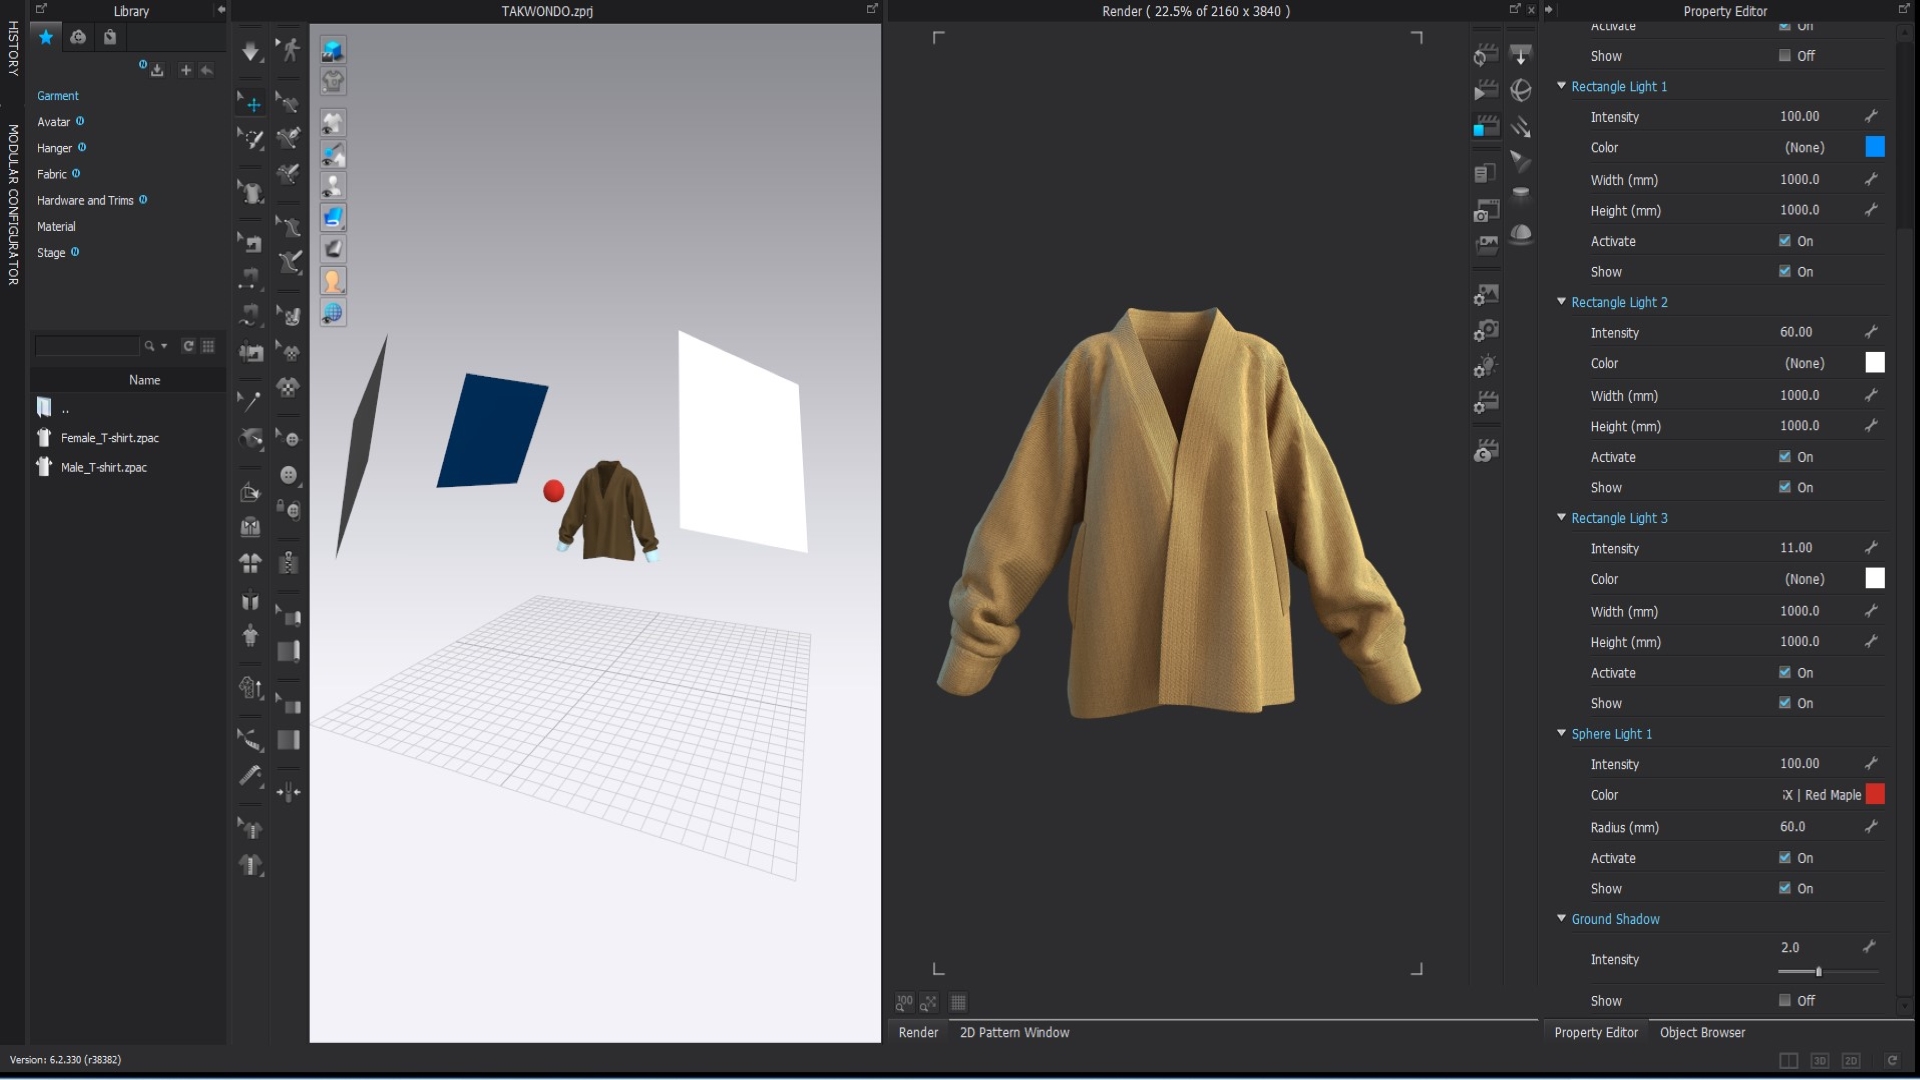 Library
TAKWONDO.zprj
Render ( 22.5% of 2160 x 3840 )
Property Editor
HISTORY
MODULAR CONFIGURATOR
Garment
Avatar N
Hanger N
Fabric N
Hardware and Trims N
Material
Stage N
Name
..
Female_T-shirt.zpac
Male_T-shirt.zpac
Activate On
Show Off
Rectangle Light 1
Intensity 100.00
Color (None)
Width (mm) 1000.0
Height (mm) 1000.0
Activate On
Show On
Rectangle Light 2
Intensity 60.00
Color (None)
Width (mm) 1000.0
Height (mm) 1000.0
Activate On
Show On
Rectangle Light 3
Intensity 11.00
Color (None)
Width (mm) 1000.0
Height (mm) 1000.0
Activate On
Show On
Sphere Light 1
Intensity 100.00
Color X | Red Maple
Radius (mm) 60.0
Activate On
Show On
Ground Shadow
Intensity 2.0
Show Off
100
Render
2D Pattern Window
Property Editor
Object Browser
Version: 6.2.330 (r38382)
3D
2D